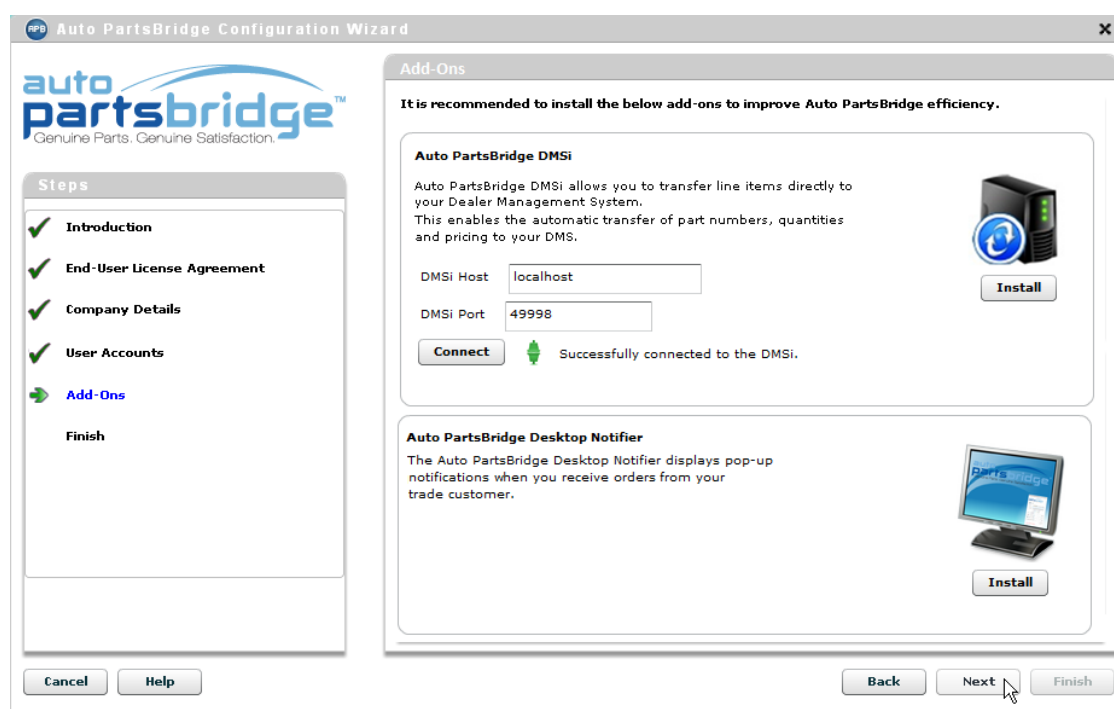 APB Auto PartsBridge Configuration Wizard
auto
partsbridge™
Genuine Parts. Genuine Satisfaction.
Steps
Introduction
End-User License Agreement
Company Details
User Accounts
Add-Ons
Finish
Add-Ons
It is recommended to install the below add-ons to improve Auto PartsBridge efficiency.
Auto PartsBridge DMSi
Auto PartsBridge DMSi allows you to transfer line items directly to
your Dealer Management System.
This enables the automatic transfer of part numbers, quantities
and pricing to your DMS.
Install
DMSi Host localhost
DMSi Port 49998
Connect Successfully connected to the DMSi.
Auto PartsBridge Desktop Notifier
The Auto PartsBridge Desktop Notifier displays pop-up
notifications when you receive orders from your
trade customer.
auto
partsbridge
Install
Cancel Help Back Next Finish